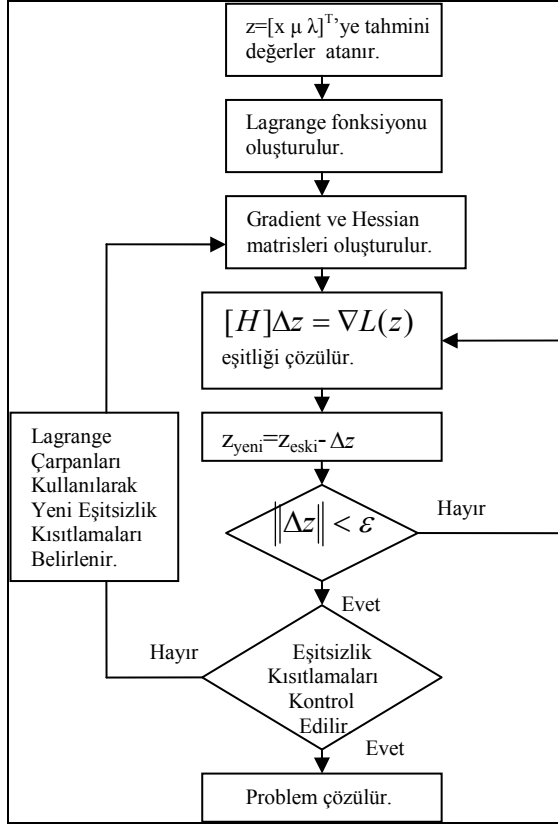 z=[x μ λ]ᵀ'ye tahmini
değerler atanır.
Lagrange fonksiyonu
oluşturulur.
Gradient ve Hessian
matrisleri oluşturulur.
[H]Δz = ∇L(z)
eşitliği çözülür.
z_yeni=z_eski- Δz
‖Δz‖ < ε
Hayır
Evet
Lagrange
Çarpanları
Kullanılarak
Yeni Eşitsizlik
Kısıtlamaları
Belirlenir.
Hayır
Eşitsizlik
Kısıtlamaları
Kontrol
Edilir
Evet
Problem çözülür.